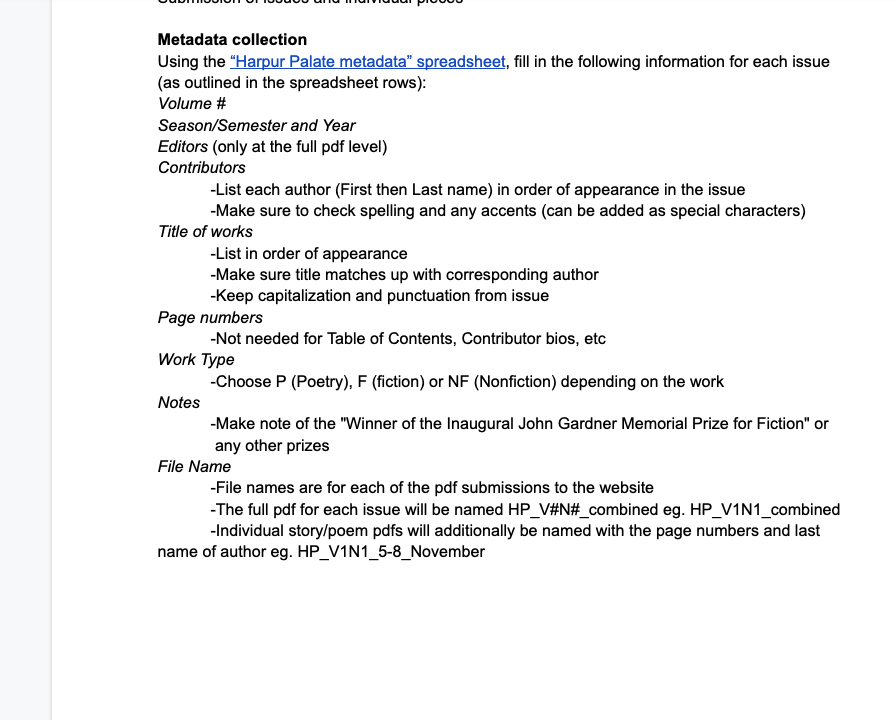 Submission of issues and individual pieces
Metadata collection
Using the “Harpur Palate metadata” spreadsheet, fill in the following information for each issue
(as outlined in the spreadsheet rows):
Volume #
Season/Semester and Year
Editors (only at the full pdf level)
Contributors
-List each author (First then Last name) in order of appearance in the issue
-Make sure to check spelling and any accents (can be added as special characters)
Title of works
-List in order of appearance
-Make sure title matches up with corresponding author
-Keep capitalization and punctuation from issue
Page numbers
-Not needed for Table of Contents, Contributor bios, etc
Work Type
-Choose P (Poetry), F (fiction) or NF (Nonfiction) depending on the work
Notes
-Make note of the "Winner of the Inaugural John Gardner Memorial Prize for Fiction" or
any other prizes
File Name
-File names are for each of the pdf submissions to the website
-The full pdf for each issue will be named HP_V#N#_combined eg. HP_V1N1_combined
-Individual story/poem pdfs will additionally be named with the page numbers and last
name of author eg. HP_V1N1_5-8_November